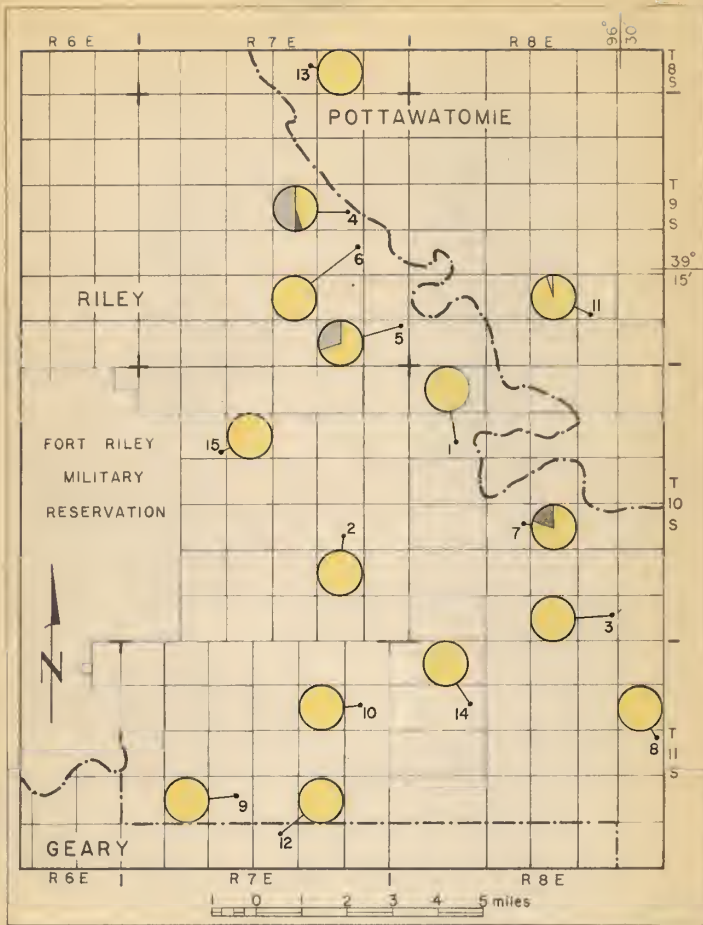 R 6 E R 7 E R 8 E 96° 30'
T 8 S
13
POTTAWATOMIE
T 9 S
4
6
39° 15'
RILEY
11
5
1
FORT RILEY
MILITARY
RESERVATION
15
T 10 S
2
7
3
N
14
10
8
T 11 S
9
12
GEARY
R 6 E R 7 E R 8 E
1 0 1 2 3 4 5 miles